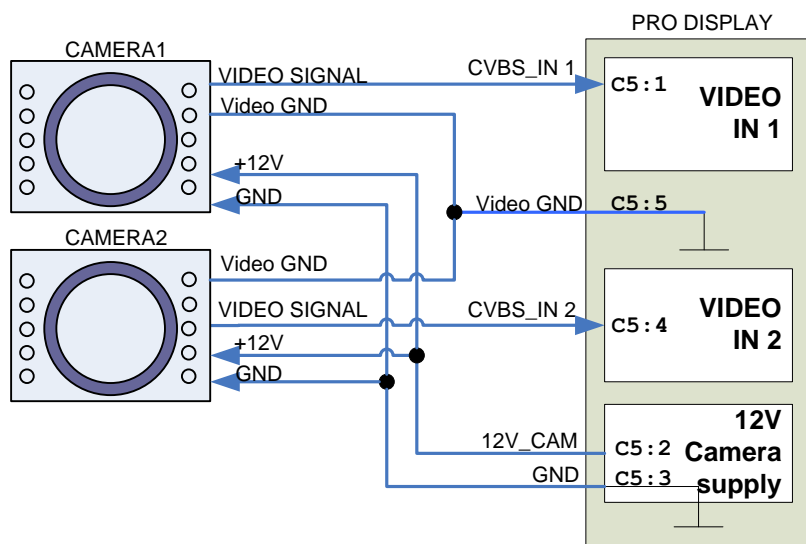 PRO DISPLAY
CAMERA1
VIDEO SIGNAL
CVBS_IN 1
C5:1
VIDEO
IN 1
Video GND
+12V
GND
Video GND
C5:5
CAMERA2
Video GND
VIDEO SIGNAL
CVBS_IN 2
C5:4
VIDEO
IN 2
+12V
GND
12V_CAM
C5:2
GND
C5:3
12V
Camera
supply